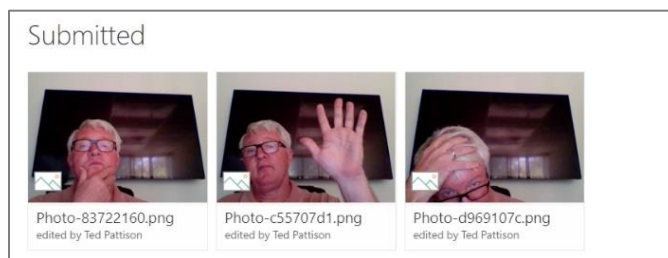 Submitted
Photo-83722160.png
edited by Ted Pattison
Photo-c55707d1.png
edited by Ted Pattison
Photo-d969107c.png
edited by Ted Pattison